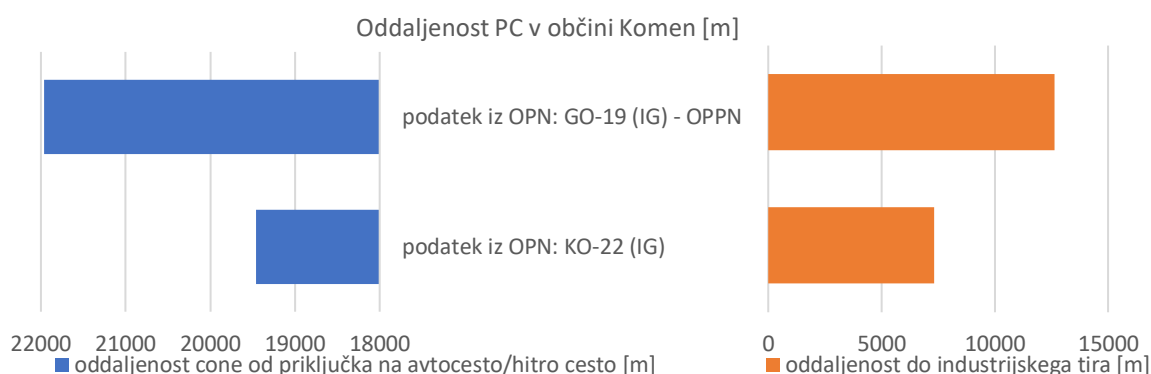 Oddaljenost PC v občini Komen [m]
podatek iz OPN: GO-19 (IG) - OPPN
podatek iz OPN: KO-22 (IG)
22000 21000 20000 19000 18000
0 5000 10000 15000
oddaljenost cone od priključka na avtocesto/hitro cesto [m]
oddaljenost do industrijskega tira [m]